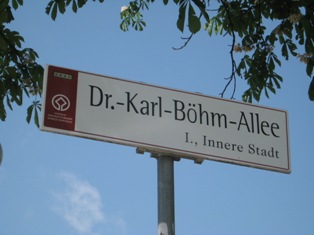 Dr.-Karl-Böhm-Allee
I., Innere Stadt